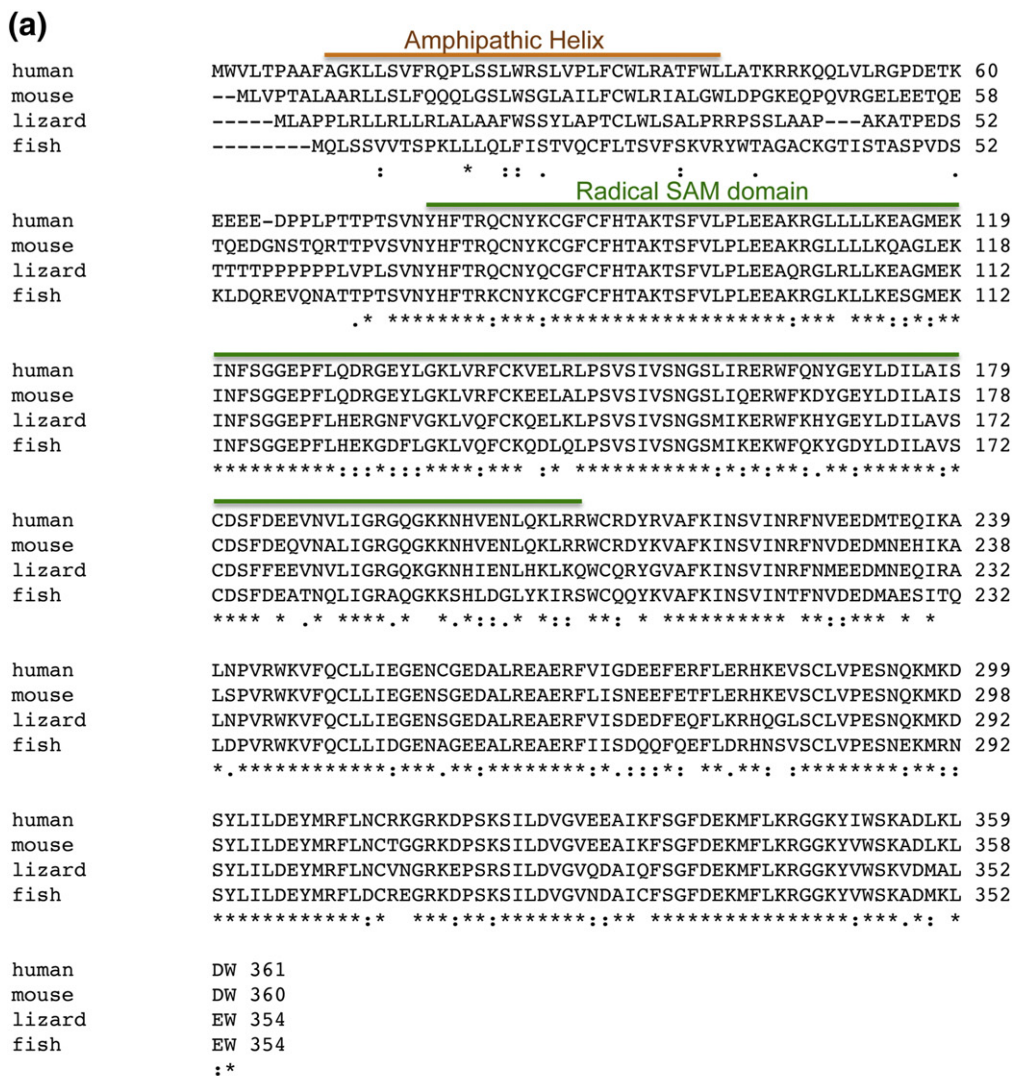 (a)
Amphipathic Helix
human MWVLTPAAFAGKLLSVFRQPLSSLWRSLVPLFCWLRATFWLLATKRRKQQLVLRGPDETK 60
mouse --MLVPTALAARLLSLFQQQLGSLWSGLAILFCWLRIALGWLDPGKEQPQVRGELEETQE 58
lizard -----MLAPPLRLLRLLRLALAAFWSSYLAPTCLWLSALPRRPSSLAAP---AKATPEDS 52
fish --------MQLSSVVTSPKLLLQLFISTVQCFLTSVFSKVRYWTAGACKGTISTASPVDS 52
: * :: . : . .
Radical SAM domain
human EEEE-DPPLPTTPTSVNYHFTRQCNYKCGFCFHTAKTSFVLPLEEAKRGLLLLKEAGMEK 119
mouse TQEDGNSTQRTTPVSVNYHFTRQCNYKCGFCFHTAKTSFVLPLEEAKRGLLLLKQAGLEK 118
lizard TTTTPPPPPPLVPLSVNYHFTRQCNYQCGFCFHTAKTSFVLPLEEAQRGLRLLKEAGMEK 112
fish KLDQREVQNATTPTSVNYHFTRKCNYKCGFCFHTAKTSFVLPLEEAKRGLKLLKESGMEK 112
.* ********:***:*******************:*** ***::*:**
human INFSGGEPFLQDRGEYLGKLVRFCKVELRLPSVSIVSNGSLIRERWFQNYGEYLDILAIS 179
mouse INFSGGEPFLQDRGEYLGKLVRFCKEELALPSVSIVSNGSLIQERWFKDYGEYLDILAIS 178
lizard INFSGGEPFLHERGNFVGKLVQFCKQELKLPSVSIVSNGSMIKERWFKHYGEYLDILAVS 172
fish INFSGGEPFLHEKGDFLGKLVQFCKQDLQLPSVSIVSNGSMIKEKWFQKYGDYLDILAVS 172
**********:::*:::****:*** :* ***********:*:*:**:.**:******:*
human CDSFDEEVNVLIGRGQGKKNHVENLQKLRRWCRDYRVAFKINSVINRFNVEEDMTEQIKA 239
mouse CDSFDEQVNALIGRGQGKKNHVENLQKLRRWCRDYKVAFKINSVINRFNVDEDMNEHIKA 238
lizard CDSFFEEVNVLIGRGQKGKNHIENLHKLKQWCQRYGVAFKINSVINRFNMEEDMNEQIRA 232
fish CDSFDEATNQLIGRAQGKKSHLDGLYKIRSWCQQYKVAFKINSVINTFNVDEDMAESITQ 232
**** * .* ****.* *.*::.* *:: **: * ********** **::*** * *
human LNPVRWKVFQCLLIEGENCGEDALREAERFVIGDEEFERFLERHKEVSCLVPESNQKMKD 299
mouse LSPVRWKVFQCLLIEGENSGEDALREAERFLISNEEFETFLERHKEVSCLVPESNQKMKD 298
lizard LNPVRWKVFQCLLIEGENSGEDALREAERFVISDEDFEQFLKRHQGLSCLVPESNQKMKD 292
fish LDPVRWKVFQCLLIDGENAGEEALREAERFIISDQQFQEFLDRHNSVSCLVPESNEKMRN 292
*.************:***.**:********:*.:::*: **.**: :********:**::
human SYLILDEYMRFLNCRKGRKDPSKSILDVGVEEAIKFSGFDEKMFLKRGGKYIWSKADLKL 359
mouse SYLILDEYMRFLNCTGGRKDPSKSILDVGVEEAIKFSGFDEKMFLKRGGKYVWSKADLKL 358
lizard SYLILDEYMRFLNCVNGRKEPSRSILDVGVQDAIQFSGFDEKMFLKRGGKYVWSKVDMAL 352
fish SYLILDEYMRFLDCREGRKDPSKSILDVGVNDAICFSGFDEKMFLKRGGKYVWSKADMKL 352
************:* ***:**:*******::** ****************:***.*: *
human DW 361
mouse DW 360
lizard EW 354
fish EW 354
:*